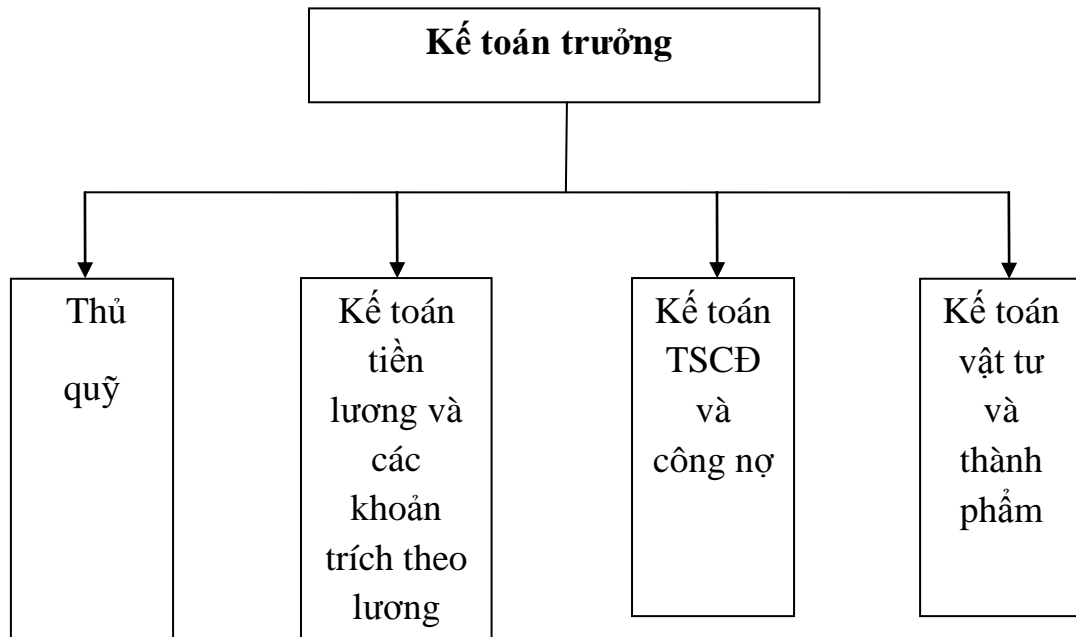 Kế toán trưởng
Thủ
quỹ
Kế toán
tiền
lương và
các
khoản
trích theo
lương
Kế toán
TSCĐ
và
công nợ
Kế toán
vật tư
và
thành
phẩm